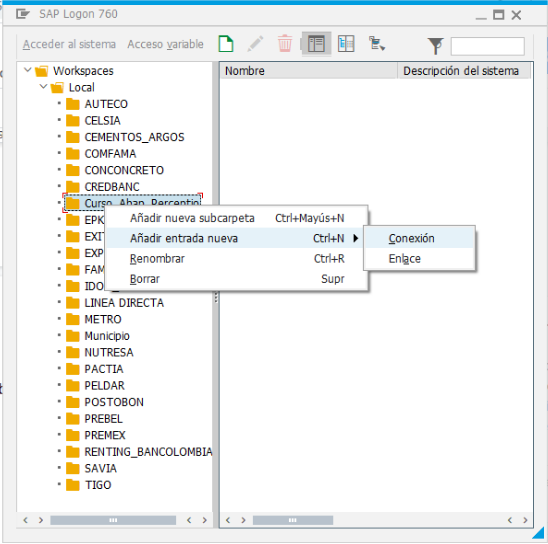 SAP Logon 760
Acceder al sistema Acceso variable
Workspaces
Local
AUTECO
CELSIA
CEMENTOS_ARGOS
COMFAMA
CONCONCRETO
CREDBANC
Curso_Abap_Perceptio
EPK
EXI
EXP
FAM
IDO
LINEA DIRECTA
METRO
Municipio
NUTRESA
PACTIA
PELDAR
POSTOBON
PREBEL
PREMEX
RENTING_BANCOLOMBIA
SAVIA
TIGO
Nombre Descripción del sistema
Añadir nueva subcarpeta Ctrl+Mayús+N
Añadir entrada nueva Ctrl+N
Renombrar Ctrl+R
Borrar Supr
Conexión
Enlace